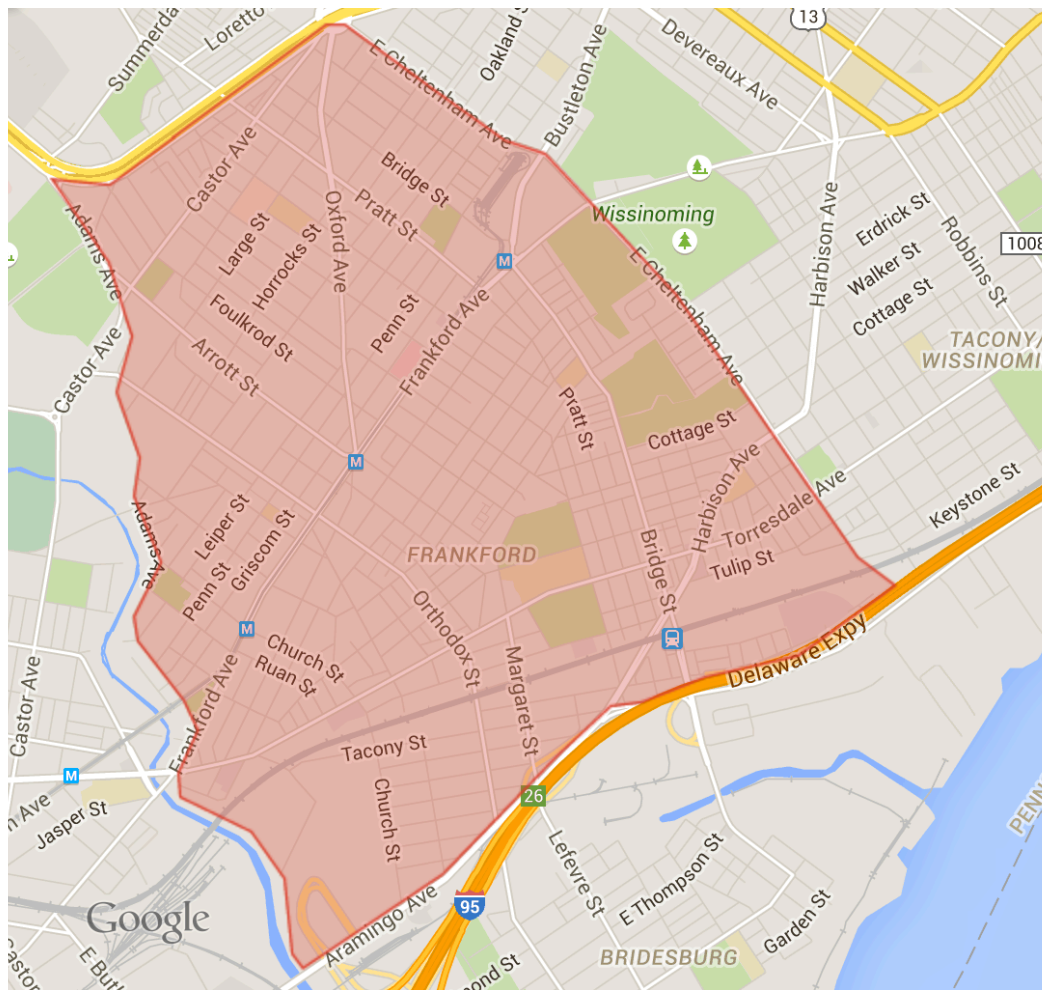 13
Summerda
Loretto
Oakland S
Devereaux Ave
E Cheltenham Ave
Bustleton Ave
Castor Ave
Bridge St
Pratt St
Oxford Ave
Adams Ave
Large St
Horrocks St
Wissinoming
Harbison Ave
Erdrick St
Robbins St
1008
Walker St
Cottage St
M
E Cheltenham Ave
Foulkrod St
Penn St
Frankford Ave
Arrott St
Castor Ave
TACONY/
WISSINOMI
Pratt St
Cottage St
M
Harbison Ave
Keystone St
Torresdale Ave
Adams Ave
Leiper St
Griscom St
Penn St
FRANKFORD
Bridge St
Tulip St
Orthodox St
M
Church St
Ruan St
Margaret St
Delaware Expy
Castor Ave
Frankford Ave
Tacony St
M
n Ave
Jasper St
Church St
26
PENN
Lefevre St
E Thompson St
Garden St
95
Aramingo Ave
Google
Castor
E But
BRIDESBURG
mond St